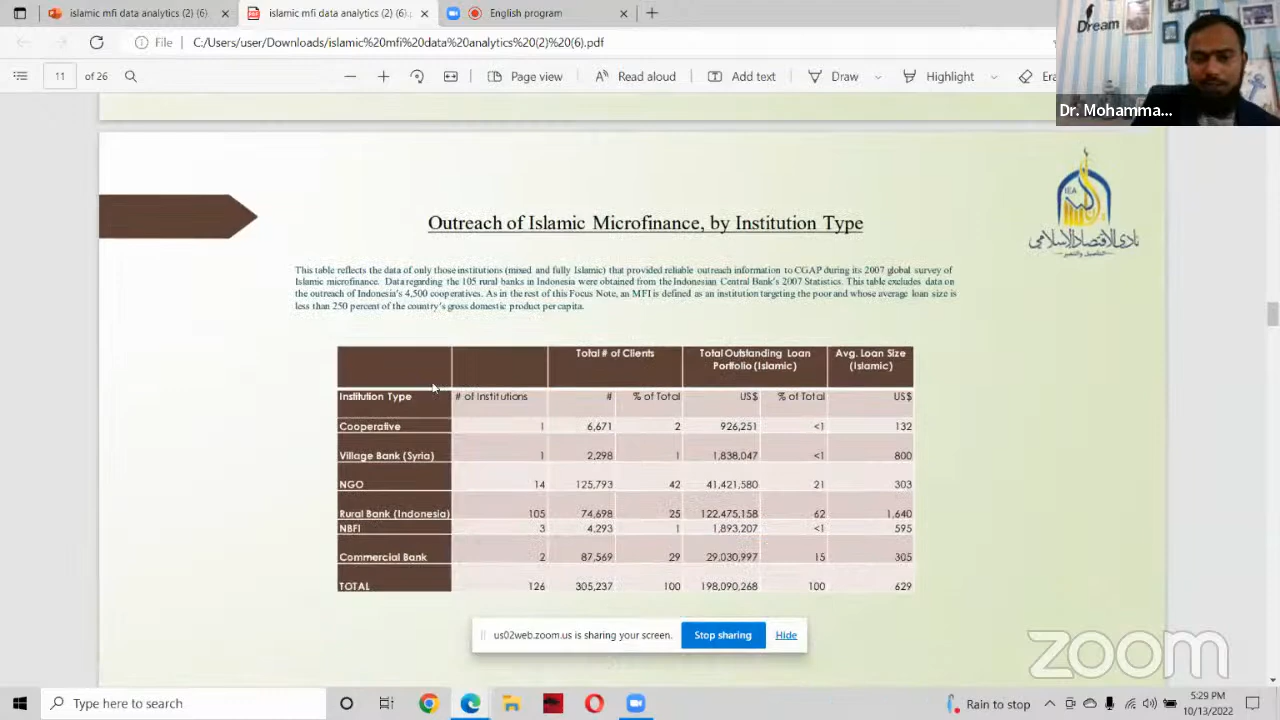 islamic mfi data analytics (2) (6)
islamic mfi data analytics (2) (6)
English program
File
C:/Users/user/Downloads/islamic%20mfi%20data%20analytics%20(2)%20(6).pdf
11 of 26
Page view
Read aloud
Add text
Draw
Highlight
Era
Dream
Dr. Mohamma...
IEA
نادي الاقتصاد الإسلامي
Outreach of Islamic Microfinance, by Institution Type
This table reflects the data of only those institutions (mixed and fully Islamic) that provided reliable outreach information to CGAP during its 2007 global survey of
Islamic microfinance. Data regarding the 105 rural banks in Indonesia were obtained from the Indonesian Central Bank's 2007 Statistics. This table excludes data on
the outreach of Indonesia's 4,500 cooperatives. As in the rest of this Focus Note, an MFI is defined as an institution targeting the poor and whose average loan size is
less than 250 percent of the country's gross domestic product per capita.
Total # of Clients Total Outstanding Loan Portfolio (Islamic) Avg. Loan Size (Islamic)
Institution Type # of Institutions # % of Total US$ % of Total US$
Cooperative 1 6,671 2 926,251 <1 132
Village Bank (Syria) 1 2,298 1 1,838,047 <1 800
NGO 14 125,793 42 41,421,580 21 303
Rural Bank (Indonesia) 105 74,698 25 122,475,158 62 1,640
NBFI 3 4,293 1 1,893,207 <1 595
Commercial Bank 2 87,569 29 29,030,997 15 305
TOTAL 126 305,237 100 198,090,268 100 629
us02web.zoom.us is sharing your screen.
Stop sharing
Hide
zoom
Type here to search
Rain to stop
5:29 PM
10/13/2022